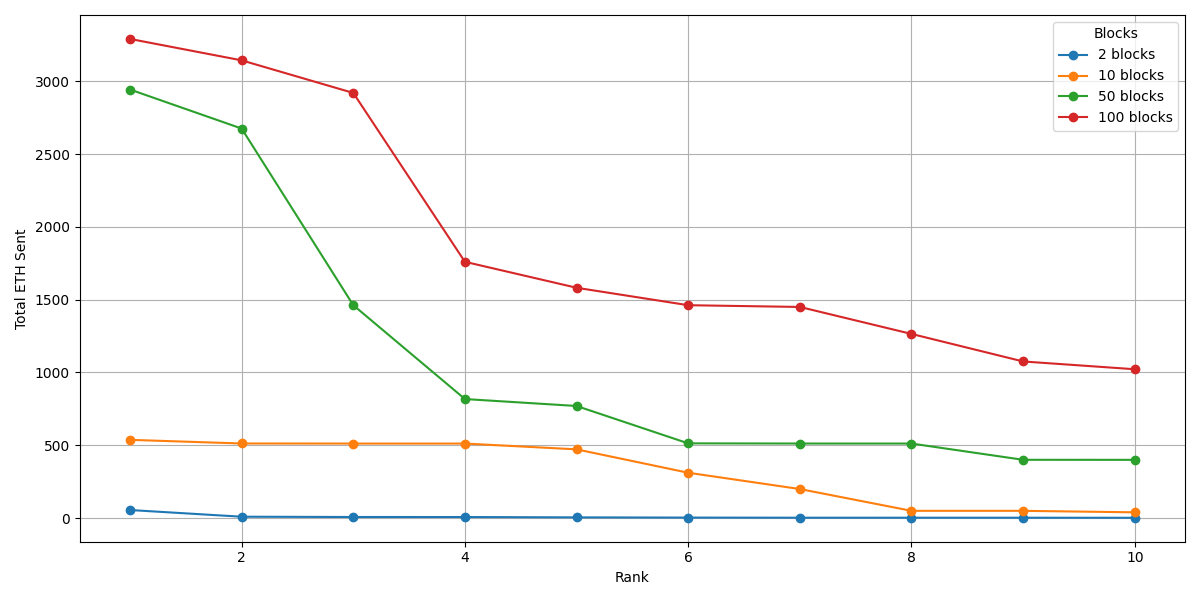 Blocks
2 blocks
10 blocks
50 blocks
100 blocks
Total ETH Sent
3000
2500
2000
1500
1000
500
0
2
4
6
8
10
Rank